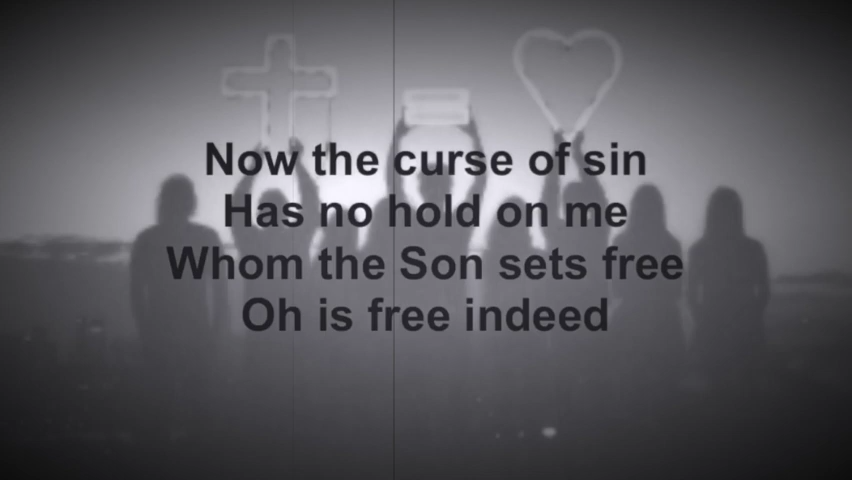 Now the curse of sin
Has no hold on me
Whom the Son sets free
Oh is free indeed